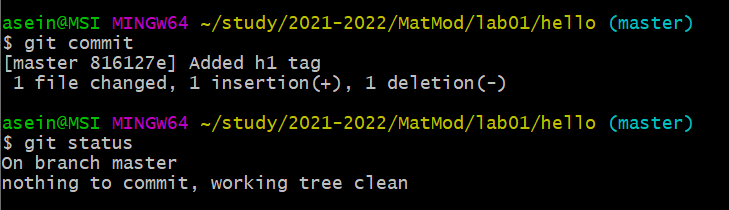 asein@MSI MINGW64 ~/study/2021-2022/MatMod/lab01/hello (master)
$ git commit
[master 816127e] Added h1 tag
 1 file changed, 1 insertion(+), 1 deletion(-)

asein@MSI MINGW64 ~/study/2021-2022/MatMod/lab01/hello (master)
$ git status
On branch master
nothing to commit, working tree clean